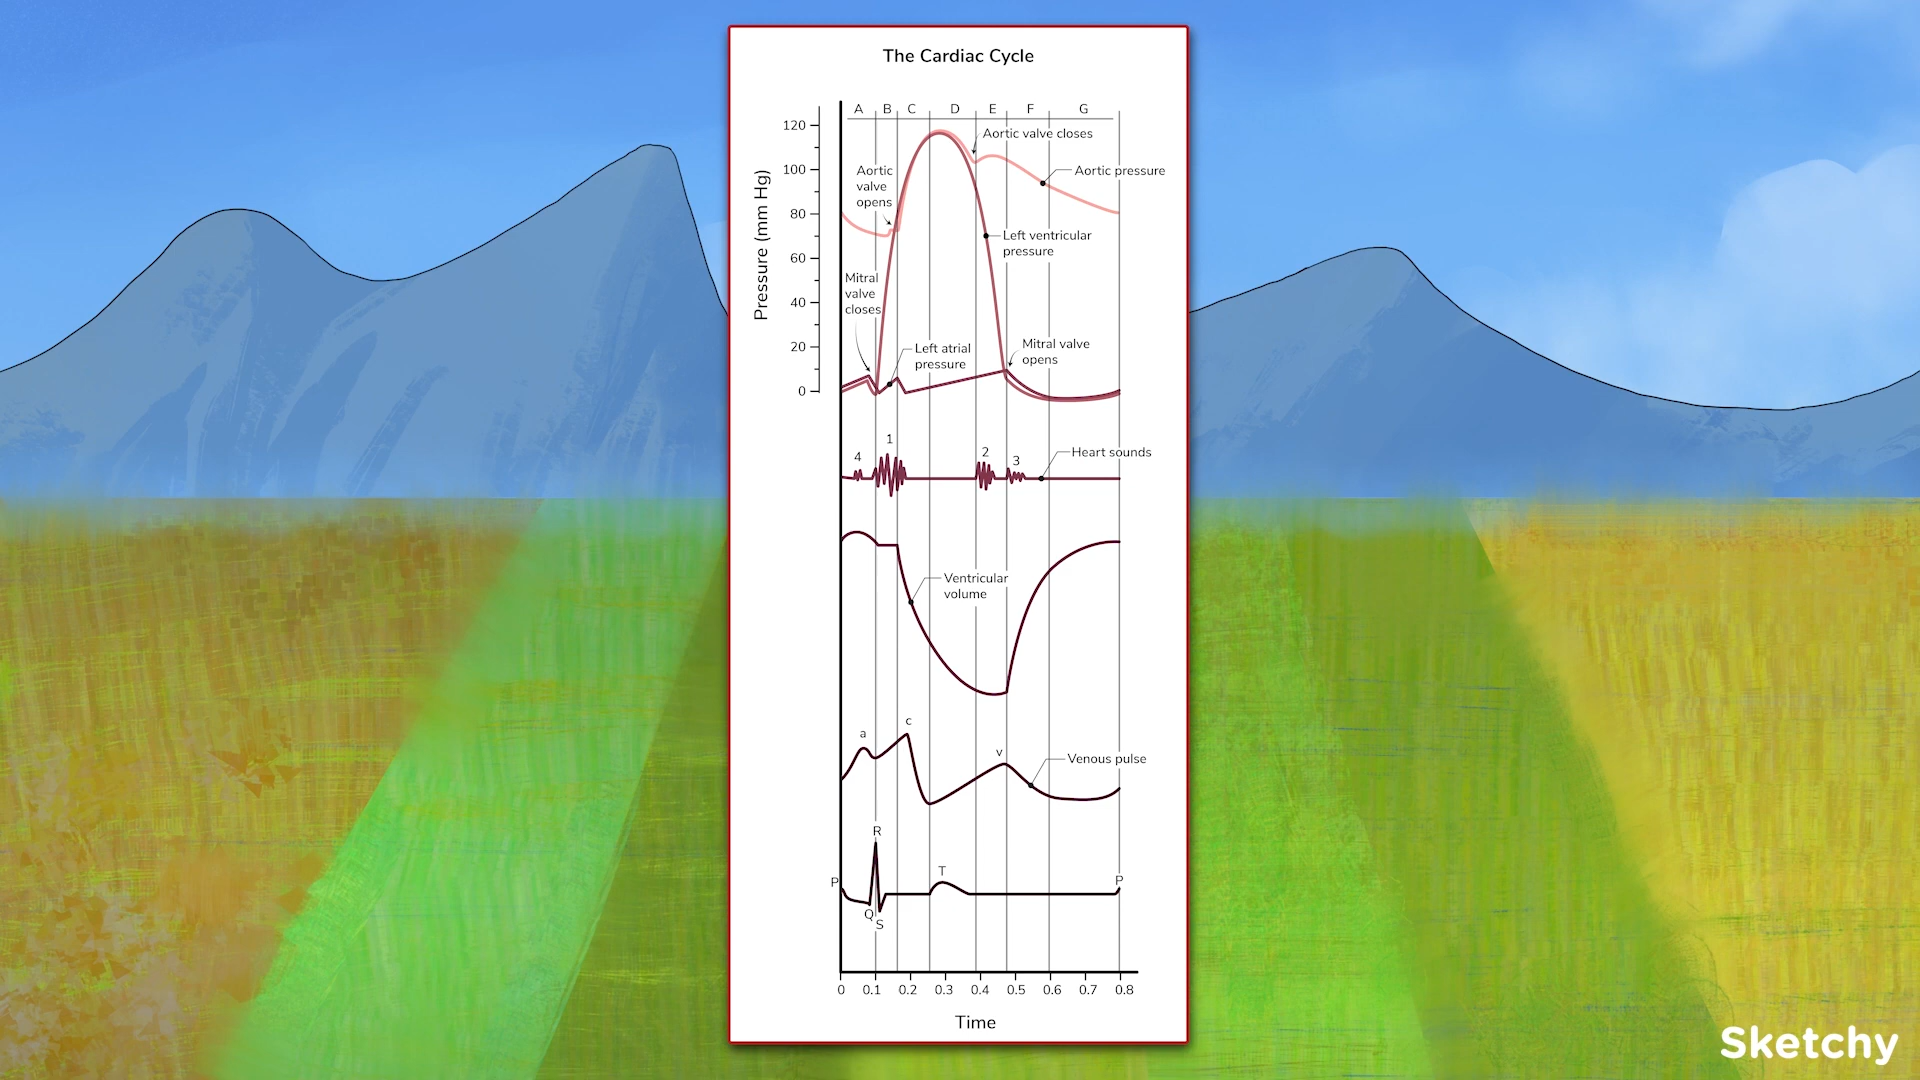 The Cardiac Cycle
A B C D E F G
120
100
80
60
40
20
0
Pressure (mm Hg)
Aortic valve closes
Aortic
valve
opens
Aortic pressure
Left ventricular
pressure
Mitral
valve
closes
Left atrial
pressure
Mitral valve
opens
4
1
2
3
Heart sounds
Ventricular
volume
a
c
v
Venous pulse
P
R
Q
S
T
P
0 0.1 0.2 0.3 0.4 0.5 0.6 0.7 0.8
Time
Sketchy